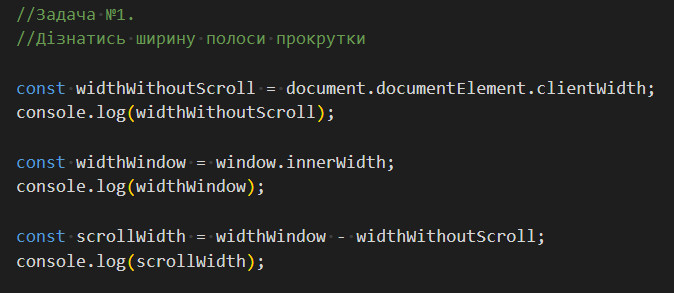 //Задача №1.
//Дізнатись ширину полоси прокрутки
const widthWithoutScroll = document.documentElement.clientWidth;
console.log(widthWithoutScroll);
const widthWindow = window.innerWidth;
console.log(widthWindow);
const scrollWidth = widthWindow - widthWithoutScroll;
console.log(scrollWidth);